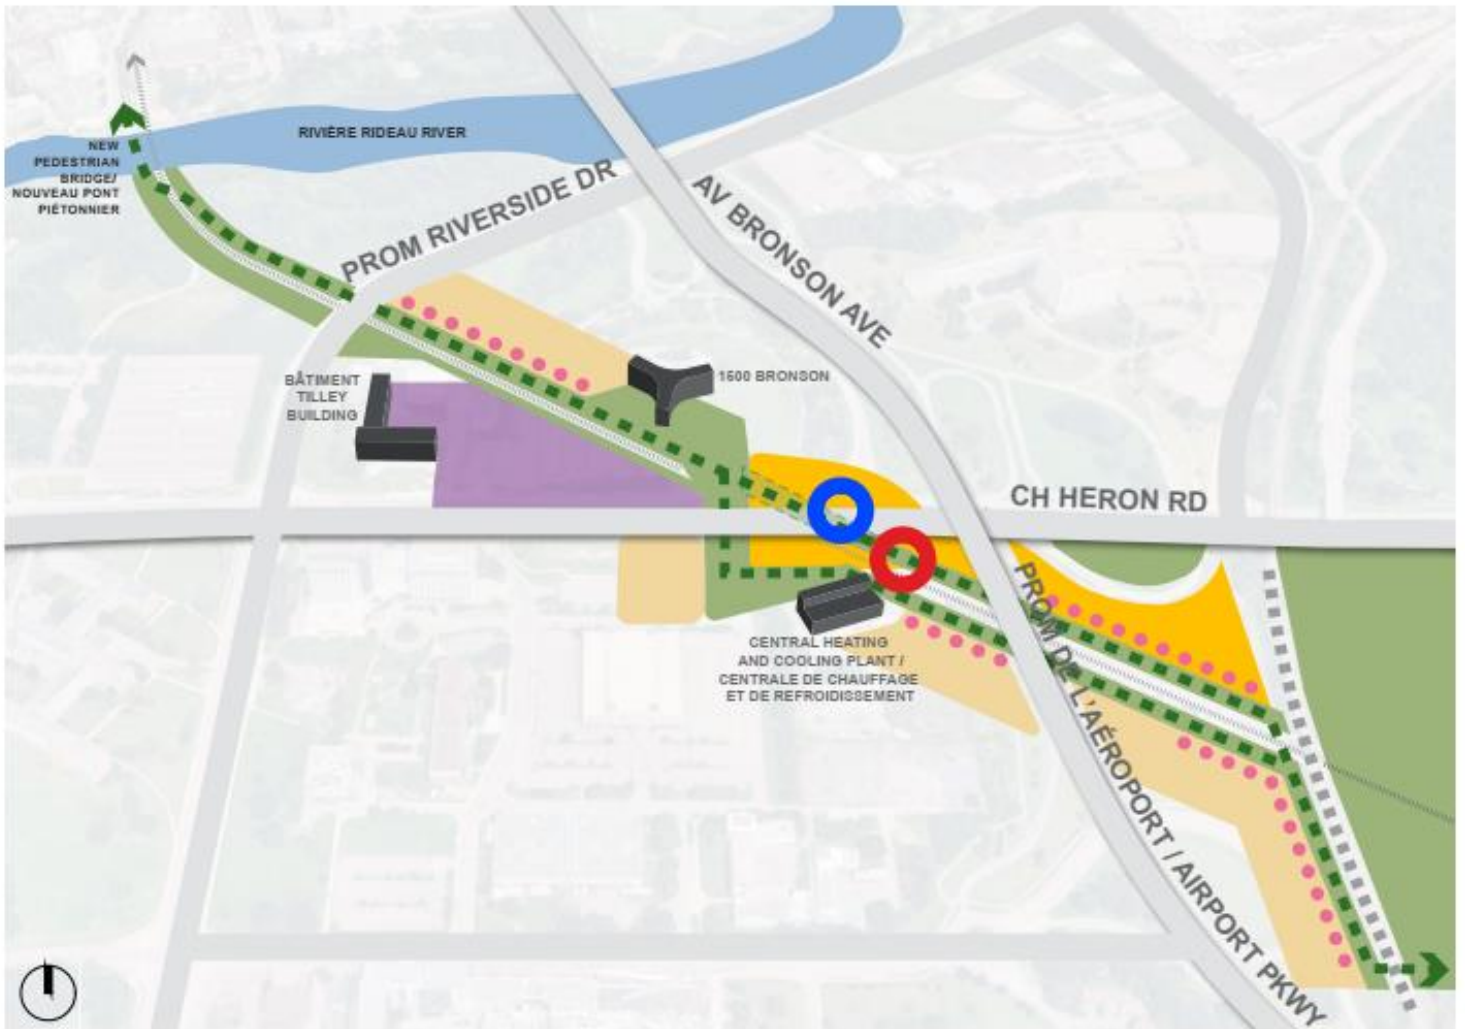 RIVIÈRE RIDEAU RIVER
NEW
PEDESTRIAN
BRIDGE/
NOUVEAU PONT
PIÉTONNIER
PROM RIVERSIDE DR
AV BRONSON AVE
BÂTIMENT
TILLEY
BUILDING
1500 BRONSON
CH HERON RD
CENTRAL HEATING
AND COOLING PLANT /
CENTRALE DE CHAUFFAGE
ET DE REFROIDISSEMENT
PROM DE L'AÉROPORT / AIRPORT PKWY